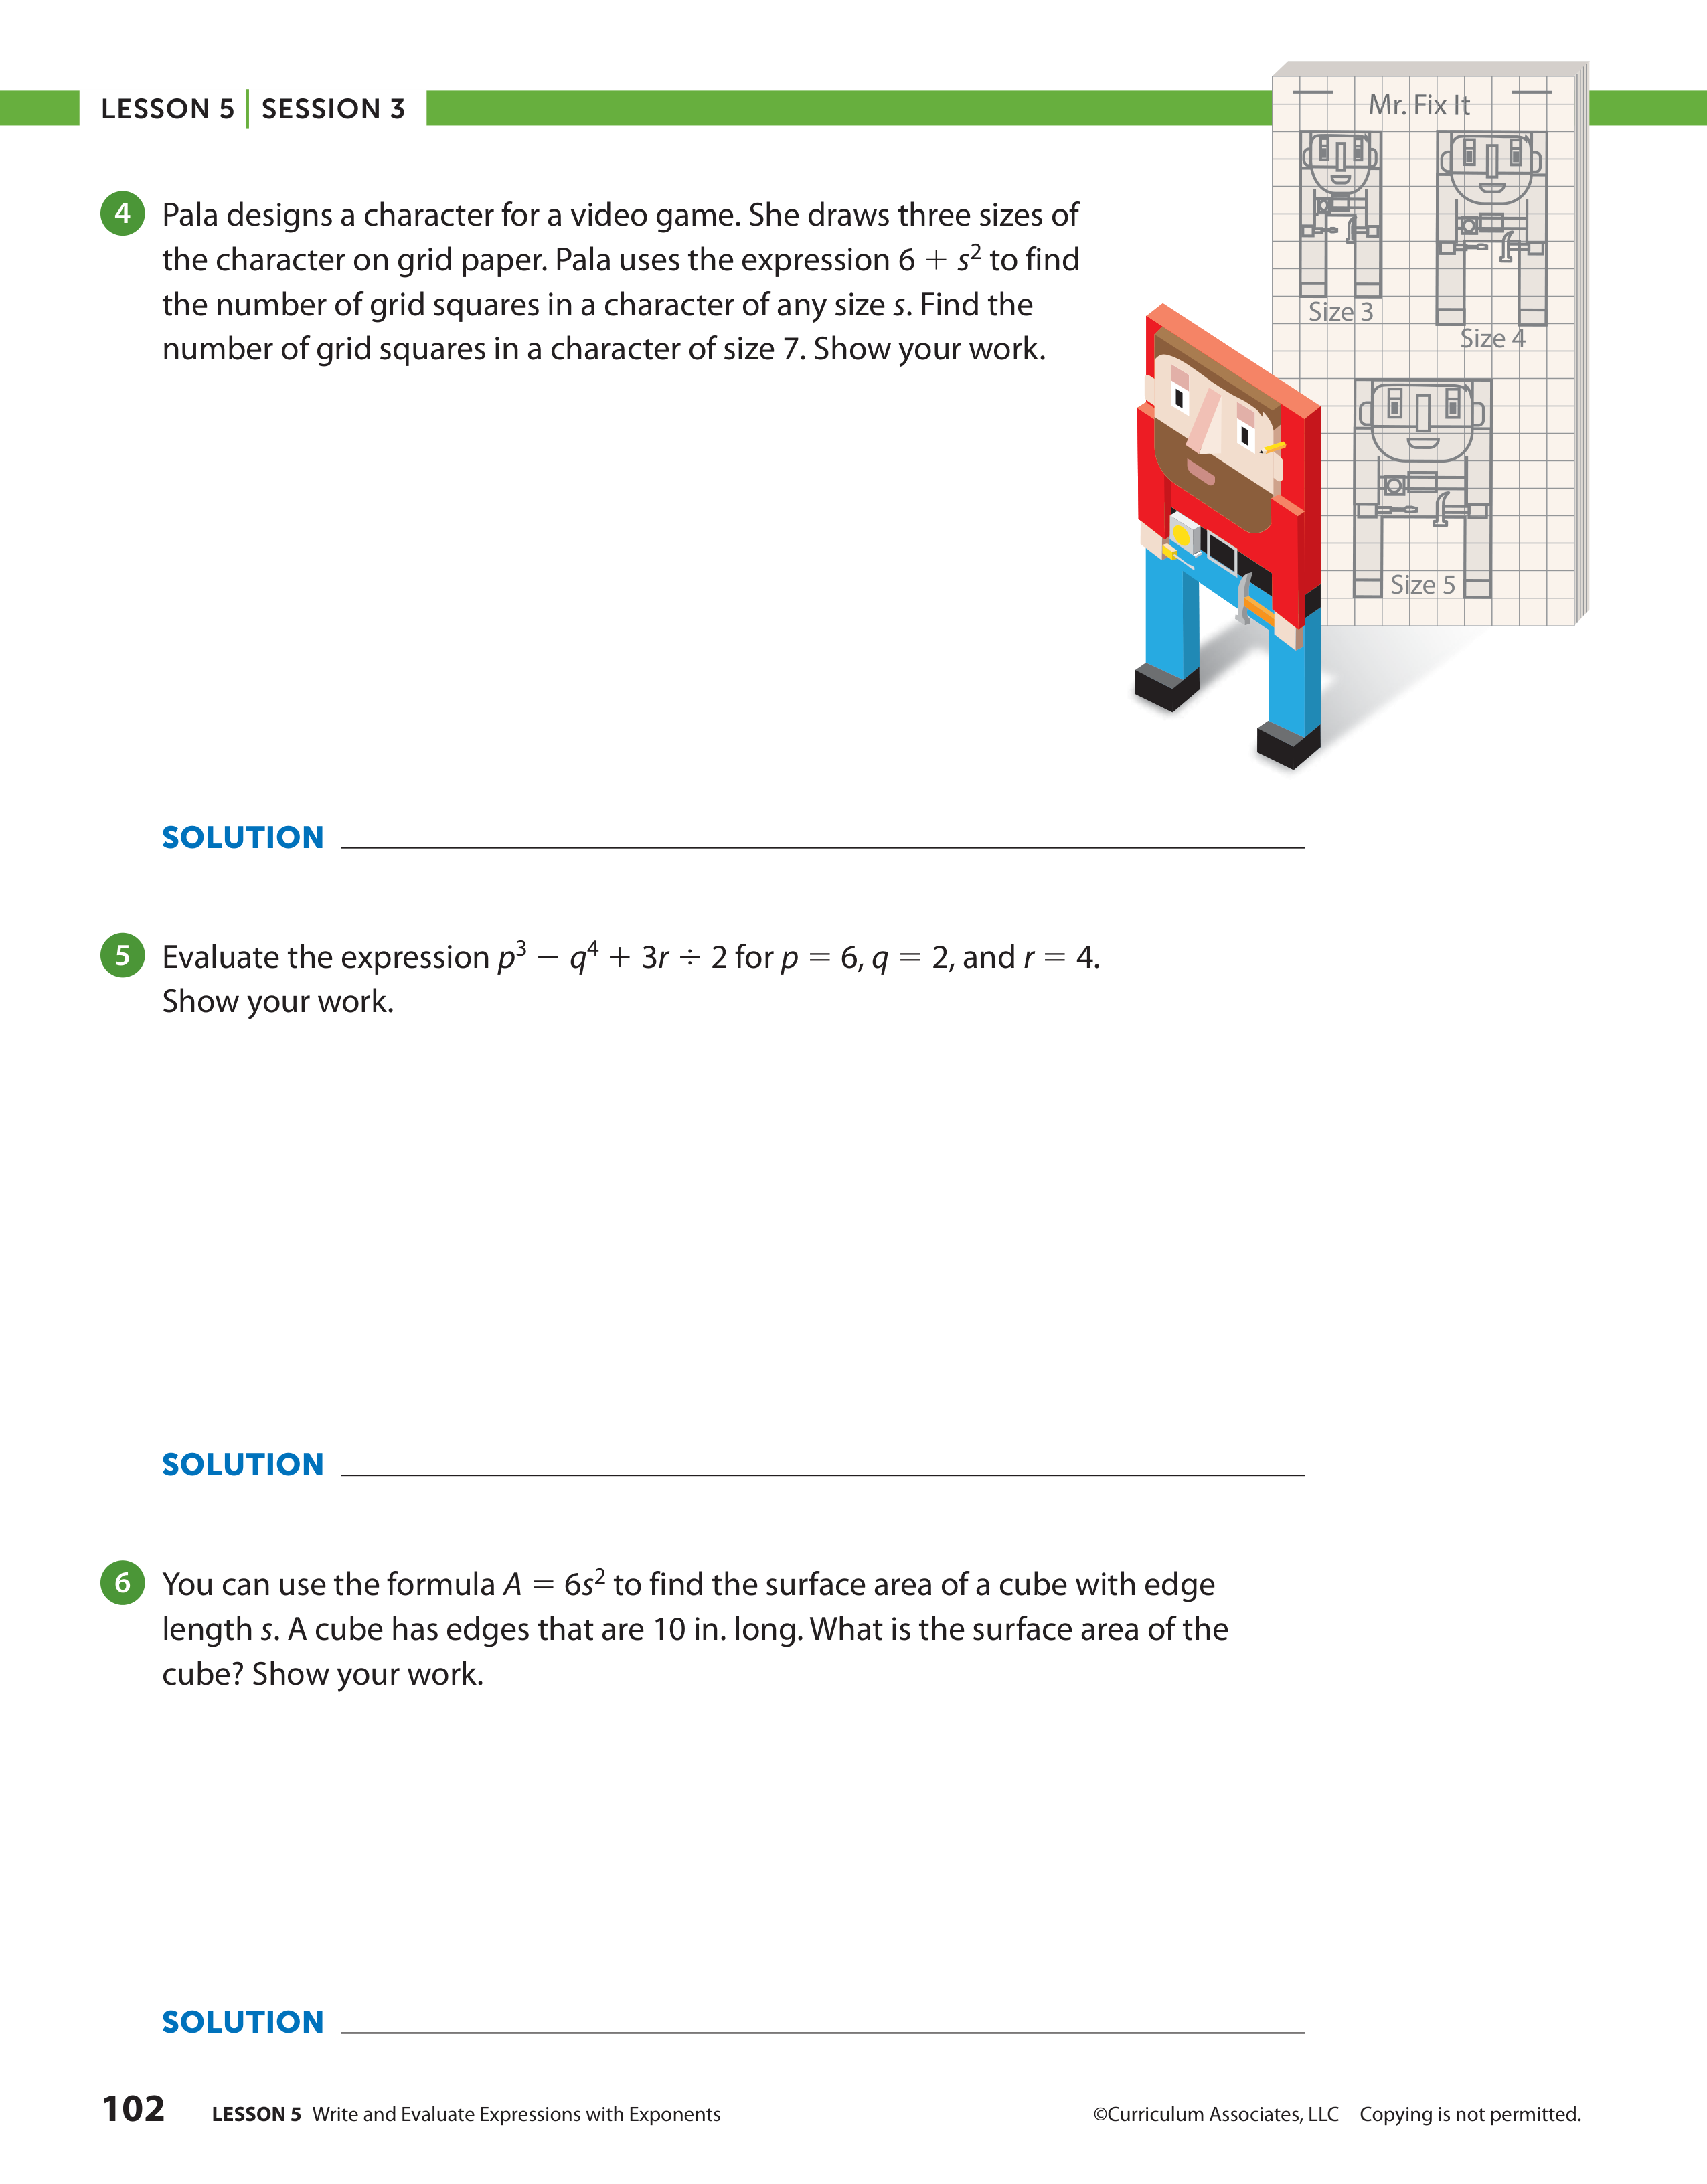 LESSON 5 | SESSION 3
Mr. Fix It
Size 3
Size 4
Size 5
4 Pala designs a character for a video game. She draws three sizes of
the character on grid paper. Pala uses the expression 6 + s² to find
the number of grid squares in a character of any size s. Find the
number of grid squares in a character of size 7. Show your work.
SOLUTION
5 Evaluate the expression p³ − q⁴ + 3r ÷ 2 for p = 6, q = 2, and r = 4.
Show your work.
SOLUTION
6 You can use the formula A = 6s² to find the surface area of a cube with edge
length s. A cube has edges that are 10 in. long. What is the surface area of the
cube? Show your work.
SOLUTION
102 LESSON 5 Write and Evaluate Expressions with Exponents ©Curriculum Associates, LLC Copying is not permitted.